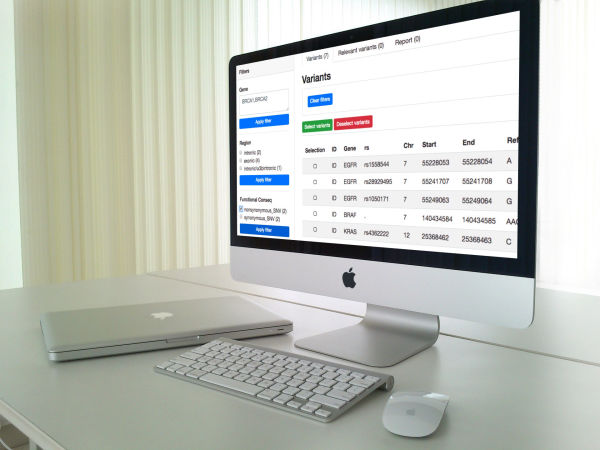 Filters
Gene
BRCA1,BRCA2
Apply filter
Region
intronic (2)
exonic (4)
intronic/ncRNAintronic (1)
Apply filter
Functional Conseq
nonsynonymous_SNV (2)
synonymous_SNV (2)
Apply filter
Variants (7) Relevant variants (0) Report (0)
Variants
Clear filters
Select variants Deselect variants
Selection ID Gene rs Chr Start End Ref
ID EGFR rs1558544 7 55228053 55228054 A
ID EGFR rs28929495 7 55241707 55241708 G
ID EGFR rs1050171 7 55249063 55249064 G
ID BRAF . 7 140434584 140434585 AAC
ID KRAS rs4362222 12 25368462 25368463 C